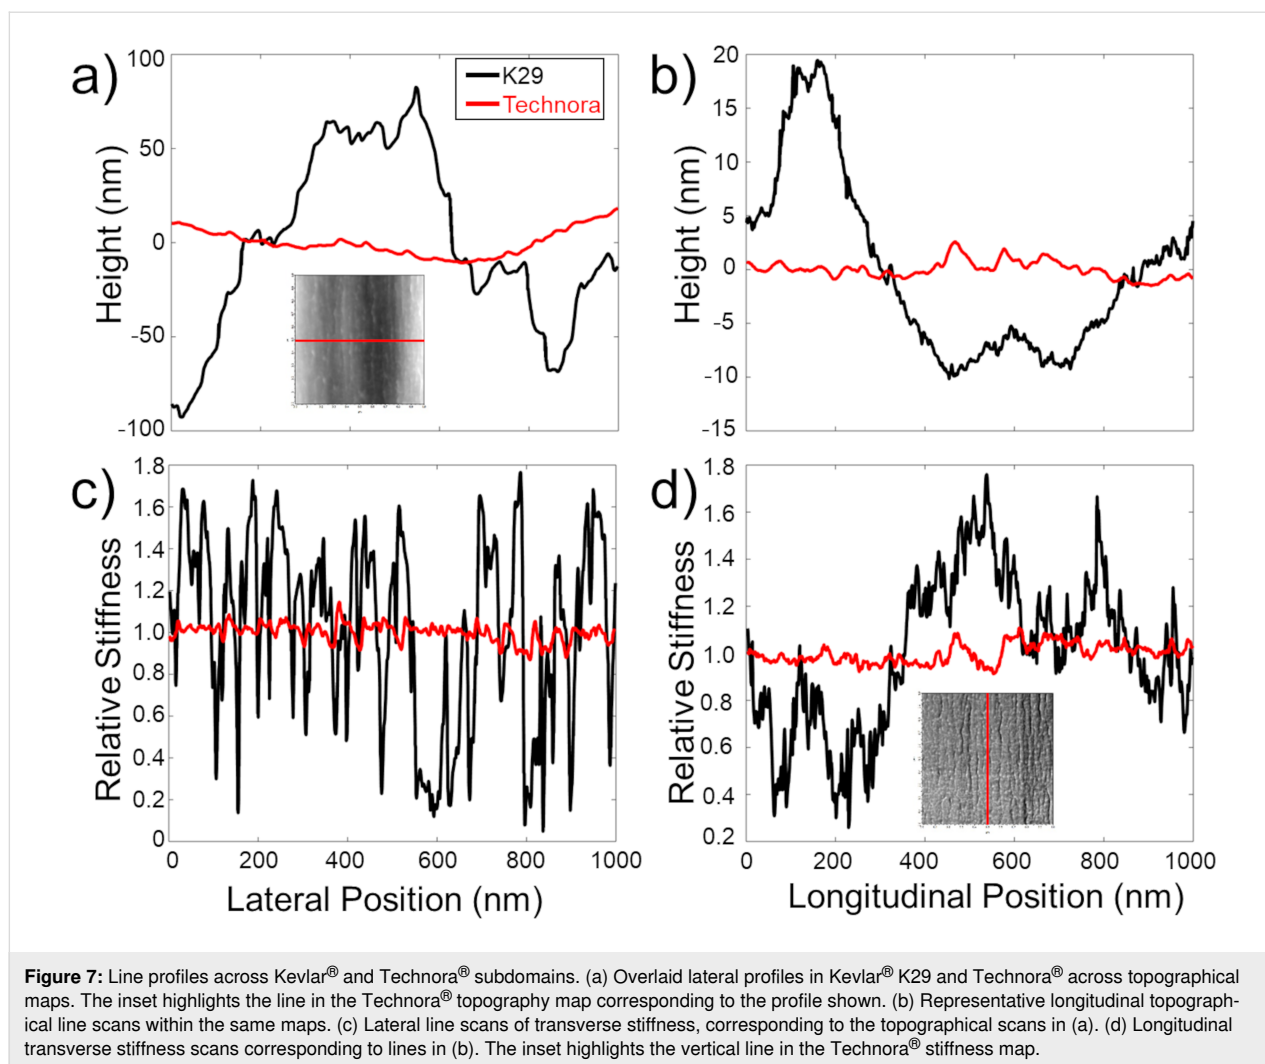 a)
100
50
0
-50
-100
Height (nm)
K29
Technora
b)
20
15
10
5
0
-5
-10
-15
Height (nm)
c)
1.8
1.6
1.4
1.2
1.0
0.8
0.6
0.4
0.2
0
Relative Stiffness
0 200 400 600 800 1000
Lateral Position (nm)
d)
1.8
1.6
1.4
1.2
1.0
0.8
0.6
0.4
0.2
Relative Stiffness
0 200 400 600 800 1000
Longitudinal Position (nm)
Figure 7: Line profiles across Kevlar® and Technora® subdomains. (a) Overlaid lateral profiles in Kevlar® K29 and Technora® across topographical
maps. The inset highlights the line in the Technora® topography map corresponding to the profile shown. (b) Representative longitudinal topograph-
ical line scans within the same maps. (c) Lateral line scans of transverse stiffness, corresponding to the topographical scans in (a). (d) Longitudinal
transverse stiffness scans corresponding to lines in (b). The inset highlights the vertical line in the Technora® stiffness map.